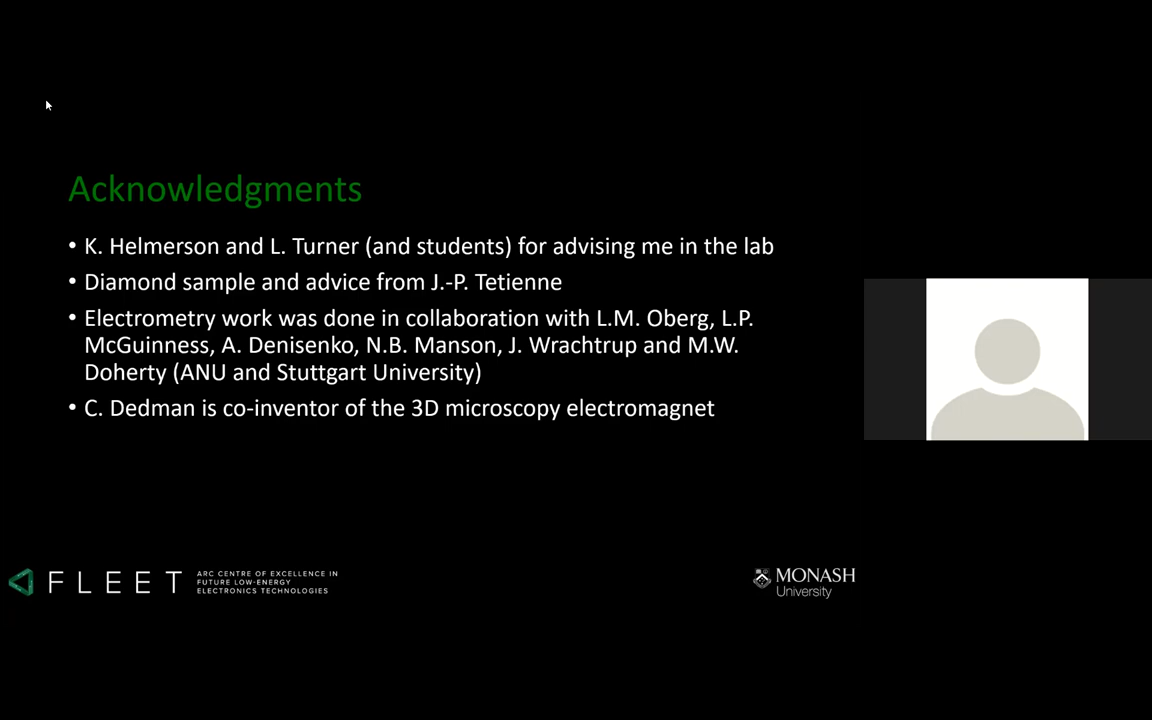 Acknowledgments
• K. Helmerson and L. Turner (and students) for advising me in the lab
• Diamond sample and advice from J.-P. Tetienne
• Electrometry work was done in collaboration with L.M. Oberg, L.P.
McGuinness, A. Denisenko, N.B. Manson, J. Wrachtrup and M.W.
Doherty (ANU and Stuttgart University)
• C. Dedman is co-inventor of the 3D microscopy electromagnet
FLEET
ARC CENTRE OF EXCELLENCE IN
FUTURE LOW-ENERGY
ELECTRONICS TECHNOLOGIES
MONASH
University